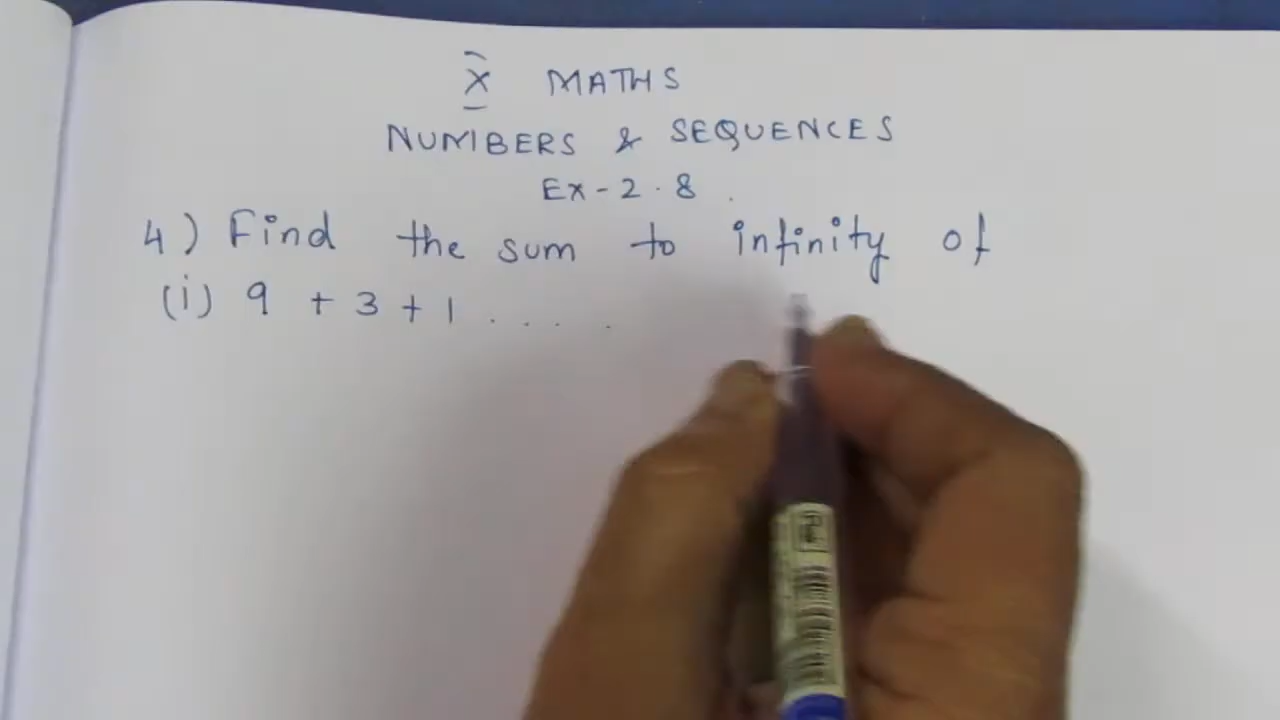 X MATHS
NUMBERS & SEQUENCES
Ex-2.8.
4) Find the sum to infinity of
(i) 9 + 3 + 1 . . . .